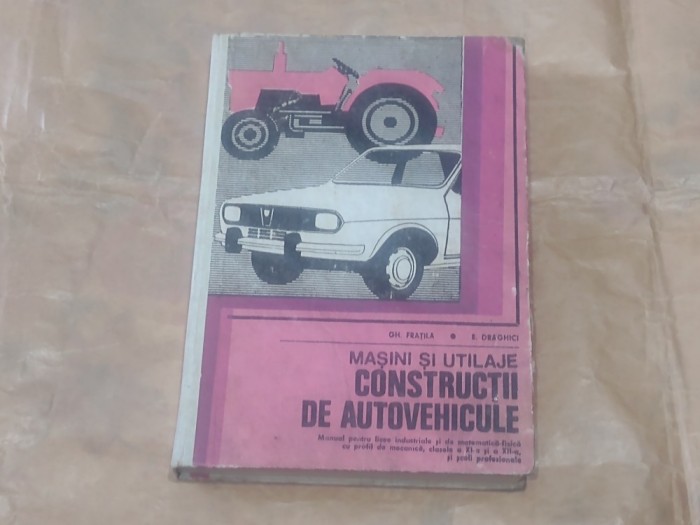 GH. FRĂȚILĂ • E. DRAGHICI
MAȘINI ȘI UTILAJE
CONSTRUCȚII
DE AUTOVEHICULE
Manual pentru licee industriale și de matematică-fizică
cu profil de mecanică, clasele a XI-a și a XII-a,
și școli profesionale